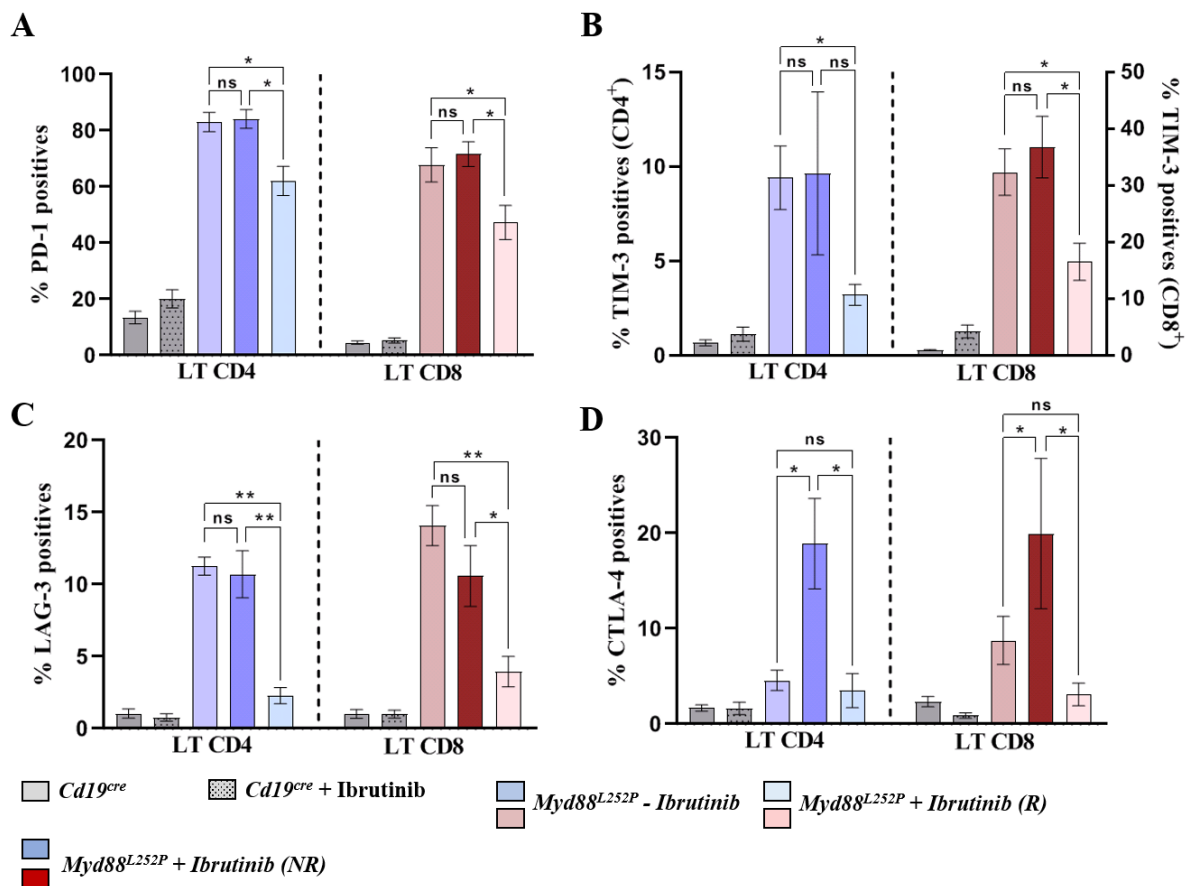 A
% PD-1 positives
100
80
60
40
20
0
*
ns
*
*
ns
*
LT CD4
LT CD8
B
% TIM-3 positives (CD4⁺)
15
10
5
0
*
ns
ns
*
ns
*
50
40
30
20
10
0
% TIM-3 positives (CD8⁺)
LT CD4
LT CD8
C
% LAG-3 positives
20
15
10
5
0
**
ns
**
**
ns
*
LT CD4
LT CD8
D
% CTLA-4 positives
30
20
10
0
ns
*
*
ns
*
*
LT CD4
LT CD8
Cd19ᶜʳᵉ
Cd19ᶜʳᵉ + Ibrutinib
Myd88ᴸ²⁵²ᴾ - Ibrutinib
Myd88ᴸ²⁵²ᴾ + Ibrutinib (R)
Myd88ᴸ²⁵²ᴾ + Ibrutinib (NR)